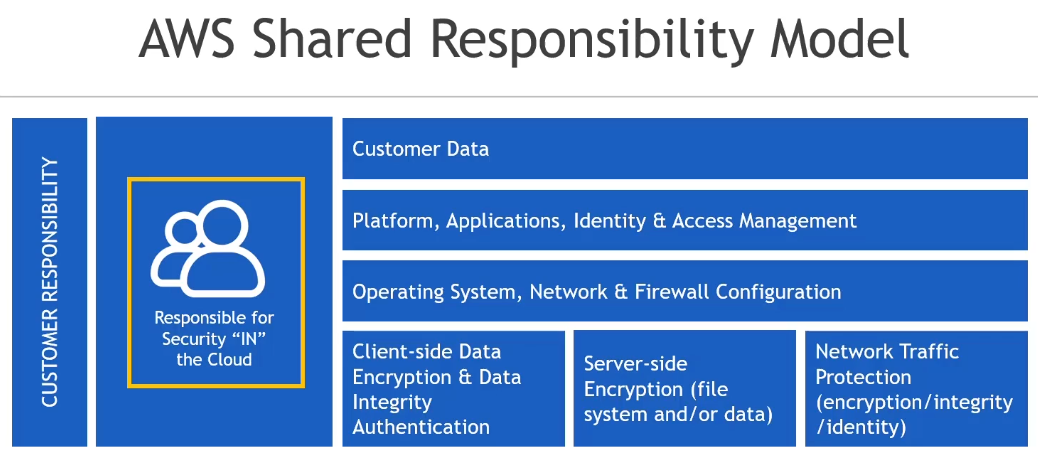 AWS Shared Responsibility Model
CUSTOMER RESPONSIBILITY
Responsible for
Security “IN”
the Cloud
Customer Data
Platform, Applications, Identity & Access Management
Operating System, Network & Firewall Configuration
Client-side Data
Encryption & Data
Integrity
Authentication
Server-side
Encryption (file
system and/or data)
Network Traffic
Protection
(encryption/integrity
/identity)